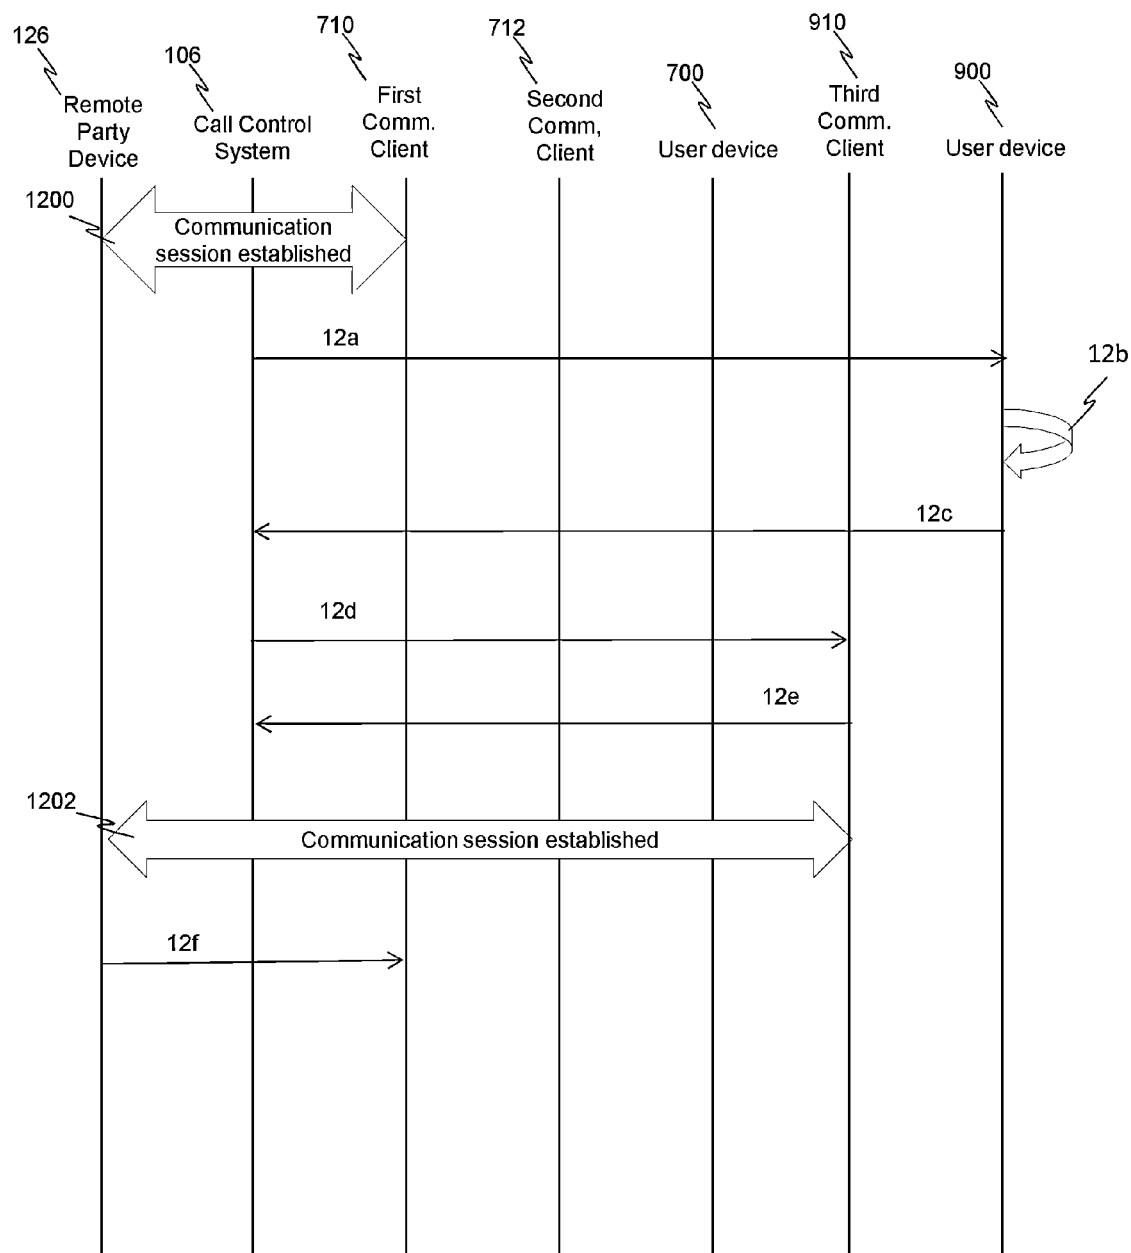 126
Remote
Party
Device
106
Call Control
System
710
First
Comm.
Client
712
Second
Comm,
Client
700
User device
910
Third
Comm.
Client
900
User device
1200
Communication
session established
12a
12b
12c
12d
12e
1202
Communication session established
12f